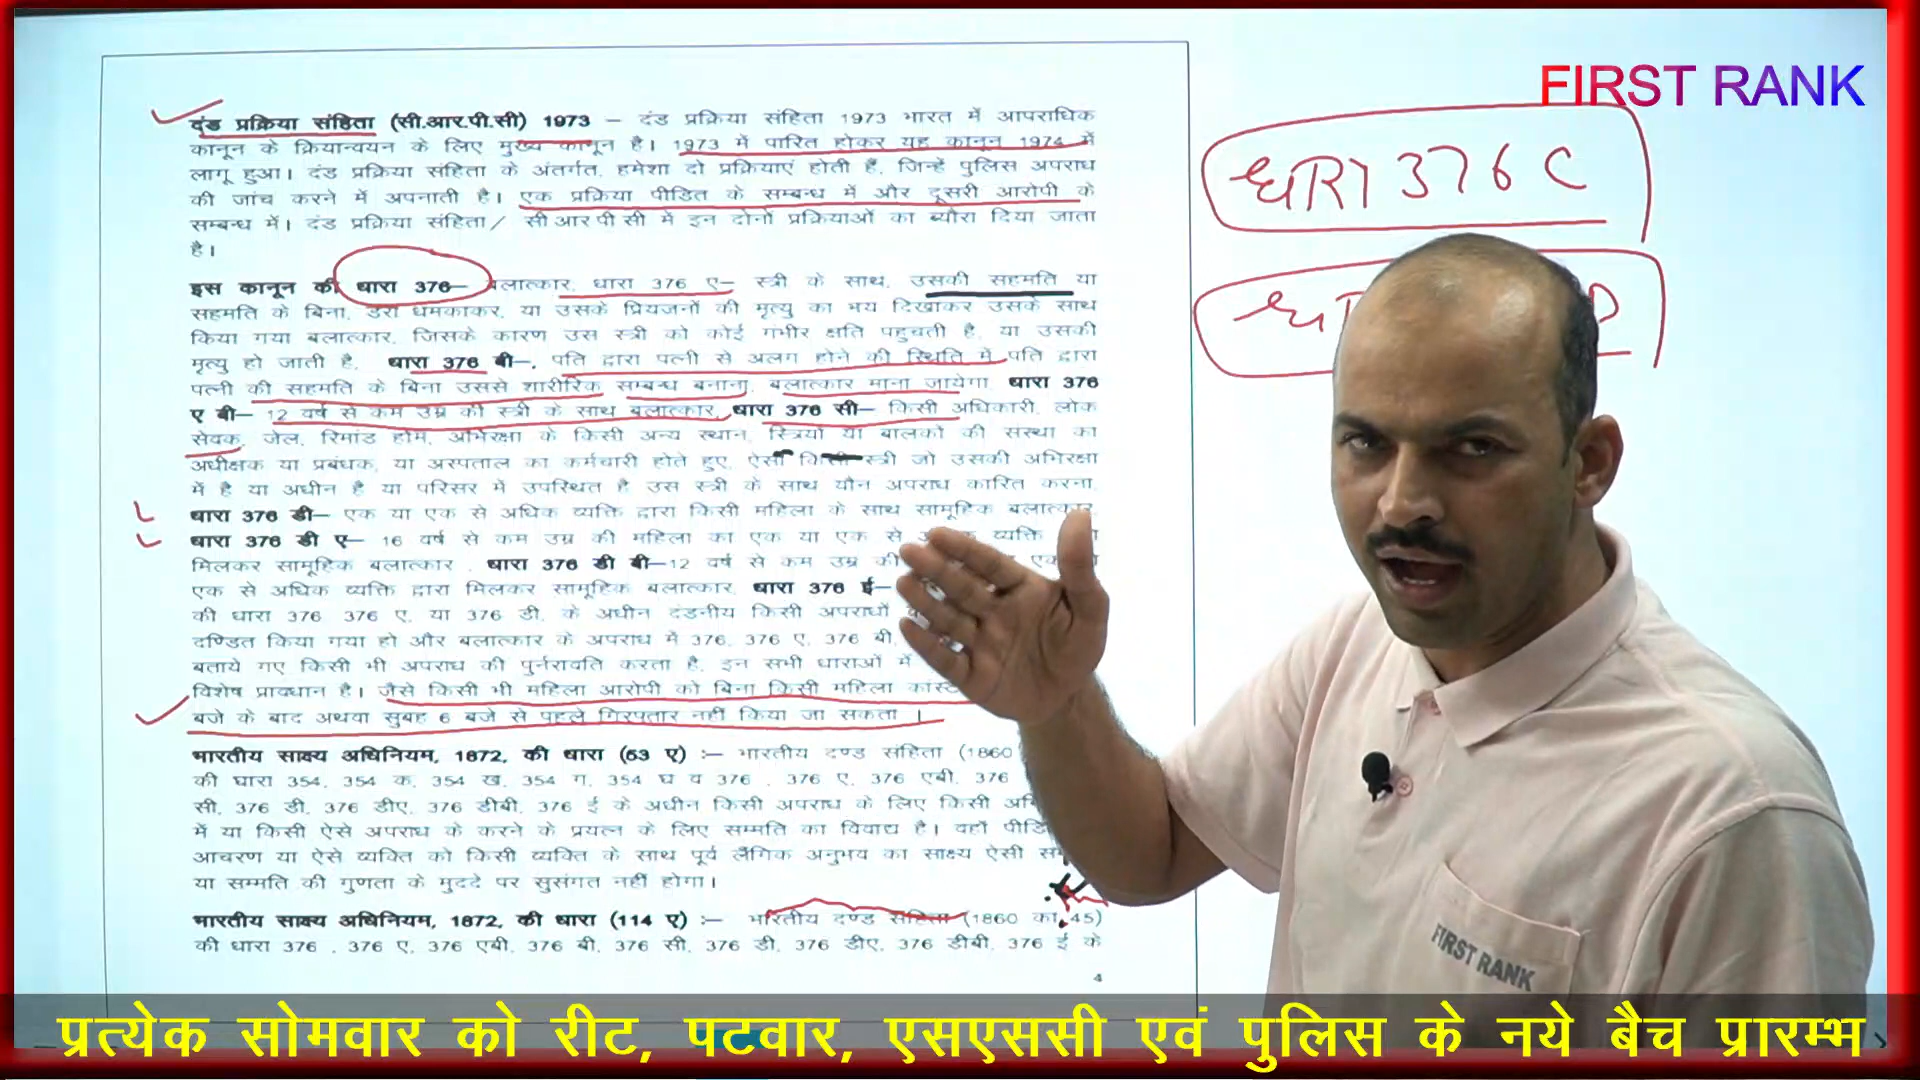 FIRST RANK
दंड प्रक्रिया संहिता (सी.आर.पी.सी) 1973 – दंड प्रक्रिया संहिता 1973 भारत में आपराधिक
कानून के क्रियान्वयन के लिए मुख्य कानून है। 1973 में पारित होकर यह कानून 1974 में
लागू हुआ। दंड प्रक्रिया संहिता के अंतर्गत, हमेशा दो प्रक्रियाएं होती हैं, जिन्हें पुलिस अपराध
की जांच करने में अपनाती है। एक प्रक्रिया पीडित के सम्बन्ध में और दूसरी आरोपी के
सम्बन्ध में। दंड प्रक्रिया संहिता/ सी आर पी सी में इन दोनों प्रक्रियाओं का ब्यौरा दिया जाता
है।
इस कानून की धारा 376– बलात्कार, धारा 376 ए– स्त्री के साथ, उसकी सहमति या
सहमति के बिना, डरा धमकाकर, या उसके प्रियजनों की मृत्यु का भय दिखाकर उसके साथ
किया गया बलात्कार, जिसके कारण उस स्त्री को कोई गंभीर क्षति पहुचती है, या उसकी
मृत्यु हो जाती है, धारा 376 बी–, पति द्वारा पत्नी से अलग होने की स्थिति में पति द्वारा
पत्नी की सहमति के बिना उससे शारीरिक सम्बन्ध बनाना, बलात्कार माना जायेगा, धारा 376
ए बी– 12 वर्ष से कम उम्र की स्त्री के साथ बलात्कार, धारा 376 सी– किसी अधिकारी, लोक
सेवक, जेल, रिमांड होम, अभिरक्षा के किसी अन्य स्थान, स्त्रियों या बालकों की संस्था का
अधीक्षक या प्रबंधक, या अस्पताल का कर्मचारी होते हुए, ऐसी किसी स्त्री जो उसकी अभिरक्षा
में है या अधीन है या परिसर में उपस्थित है उस स्त्री के साथ यौन अपराध कारित करना,
धारा 376 डी– एक या एक से अधिक व्यक्ति द्वारा किसी महिला के साथ सामूहिक बलात्कार,
धारा 376 डी ए– 16 वर्ष से कम उम्र की महिला का एक या एक से व्यक्ति
मिलकर सामूहिक बलात्कार , धारा 376 डी बी–12 वर्ष से कम उम्र की एक
एक से अधिक व्यक्ति द्वारा मिलकर सामूहिक बलात्कार, धारा 376 ई–
की धारा 376 376 ए, या 376 डी, के अधीन दंडनीय किसी अपराधों
दण्डित किया गया हो और बलात्कार के अपराध में 376, 376 ए, 376 बी,
बताये गए किसी भी अपराध की पुर्नरावति करता है, इन सभी धाराओं में
विशेष प्रावधान है। जैसे किसी भी महिला आरोपी को बिना किसी महिला
बजे के बाद अथवा सुबह 6 बजे से पहले गिरफ्तार नहीं किया जा सकता ।
भारतीय साक्ष्य अधिनियम, 1872, की धारा (53 ए) :– भारतीय दण्ड संहिता (1860
की धारा 354, 354 क, 354 ख, 354 ग, 354 घ व 376 , 376 ए, 376 एबी, 376
सी, 376 डी, 376 डीए, 376 डीबी, 376 ई के अधीन किसी अपराध के लिए किसी
में या किसी ऐसे अपराध के करने के प्रयत्न के लिए सम्मति का विवाद्य है। वहाँ
आचरण या ऐसे व्यक्ति को किसी व्यक्ति के साथ पूर्व लैंगिक अनुभव का साक्ष्य ऐसी
या सम्मति की गुणता के मुददे पर सुसंगत नहीं होगा।
भारतीय साक्ष्य अधिनियम, 1872, की धारा (114 ए) :– भारतीय दण्ड संहिता (1860 का 45)
की धारा 376 , 376 ए, 376 एबी, 376 बी, 376 सी, 376 डी, 376 डीए, 376 डीबी, 376 ई के
4
धारा 376 C
D
FIRST RANK
प्रत्येक सोमवार को रीट, पटवार, एसएससी एवं पुलिस के नये बैच प्रारम्भ